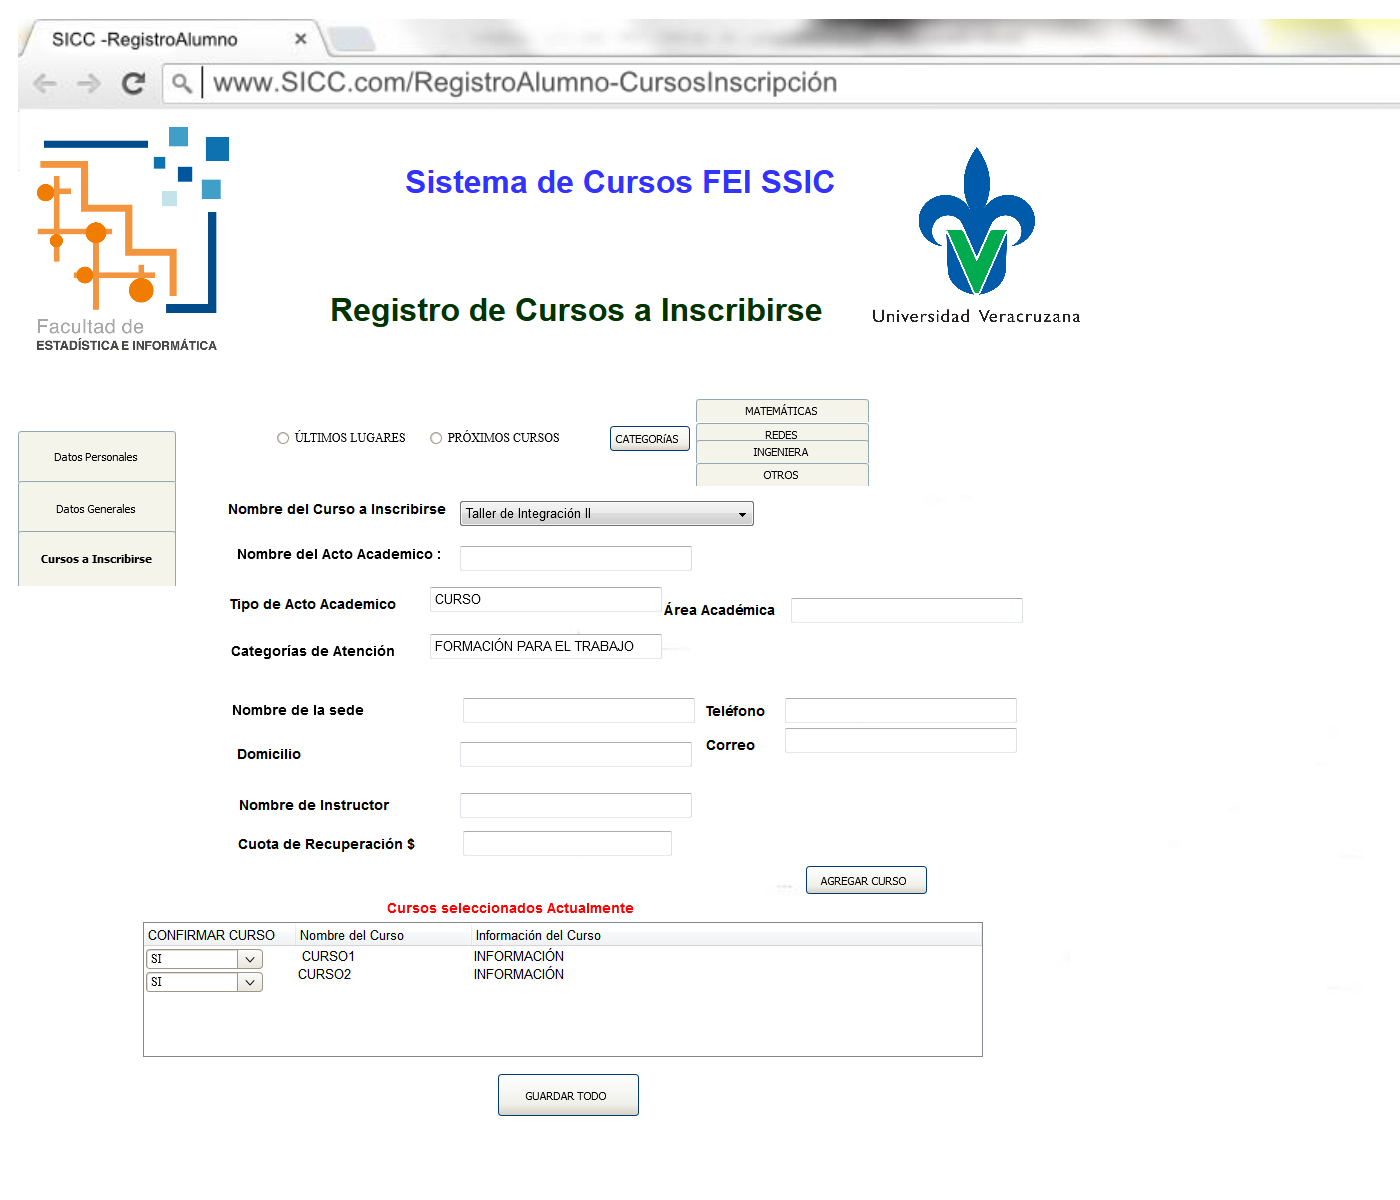 SICC -RegistroAlumno
www.SICC.com/RegistroAlumno-CursosInscripción
Sistema de Cursos FEI SSIC
Registro de Cursos a Inscribirse
Facultad de
ESTADÍSTICA E INFORMÁTICA
Universidad Veracruzana
Datos Personales
Datos Generales
Cursos a Inscribirse
ÚLTIMOS LUGARES
PRÓXIMOS CURSOS
CATEGORíAS
MATEMÁTICAS
REDES
INGENIERA
OTROS
Nombre del Curso a Inscribirse
Taller de Integración II
Nombre del Acto Academico :
Tipo de Acto Academico
CURSO
Área Académica
Categorías de Atención
FORMACIÓN PARA EL TRABAJO
Nombre de la sede
Teléfono
Domicilio
Correo
Nombre de Instructor
Cuota de Recuperación $
AGREGAR CURSO
Cursos seleccionados Actualmente
CONFIRMAR CURSO Nombre del Curso Información del Curso
SI CURSO1 INFORMACIÓN
SI CURSO2 INFORMACIÓN
GUARDAR TODO